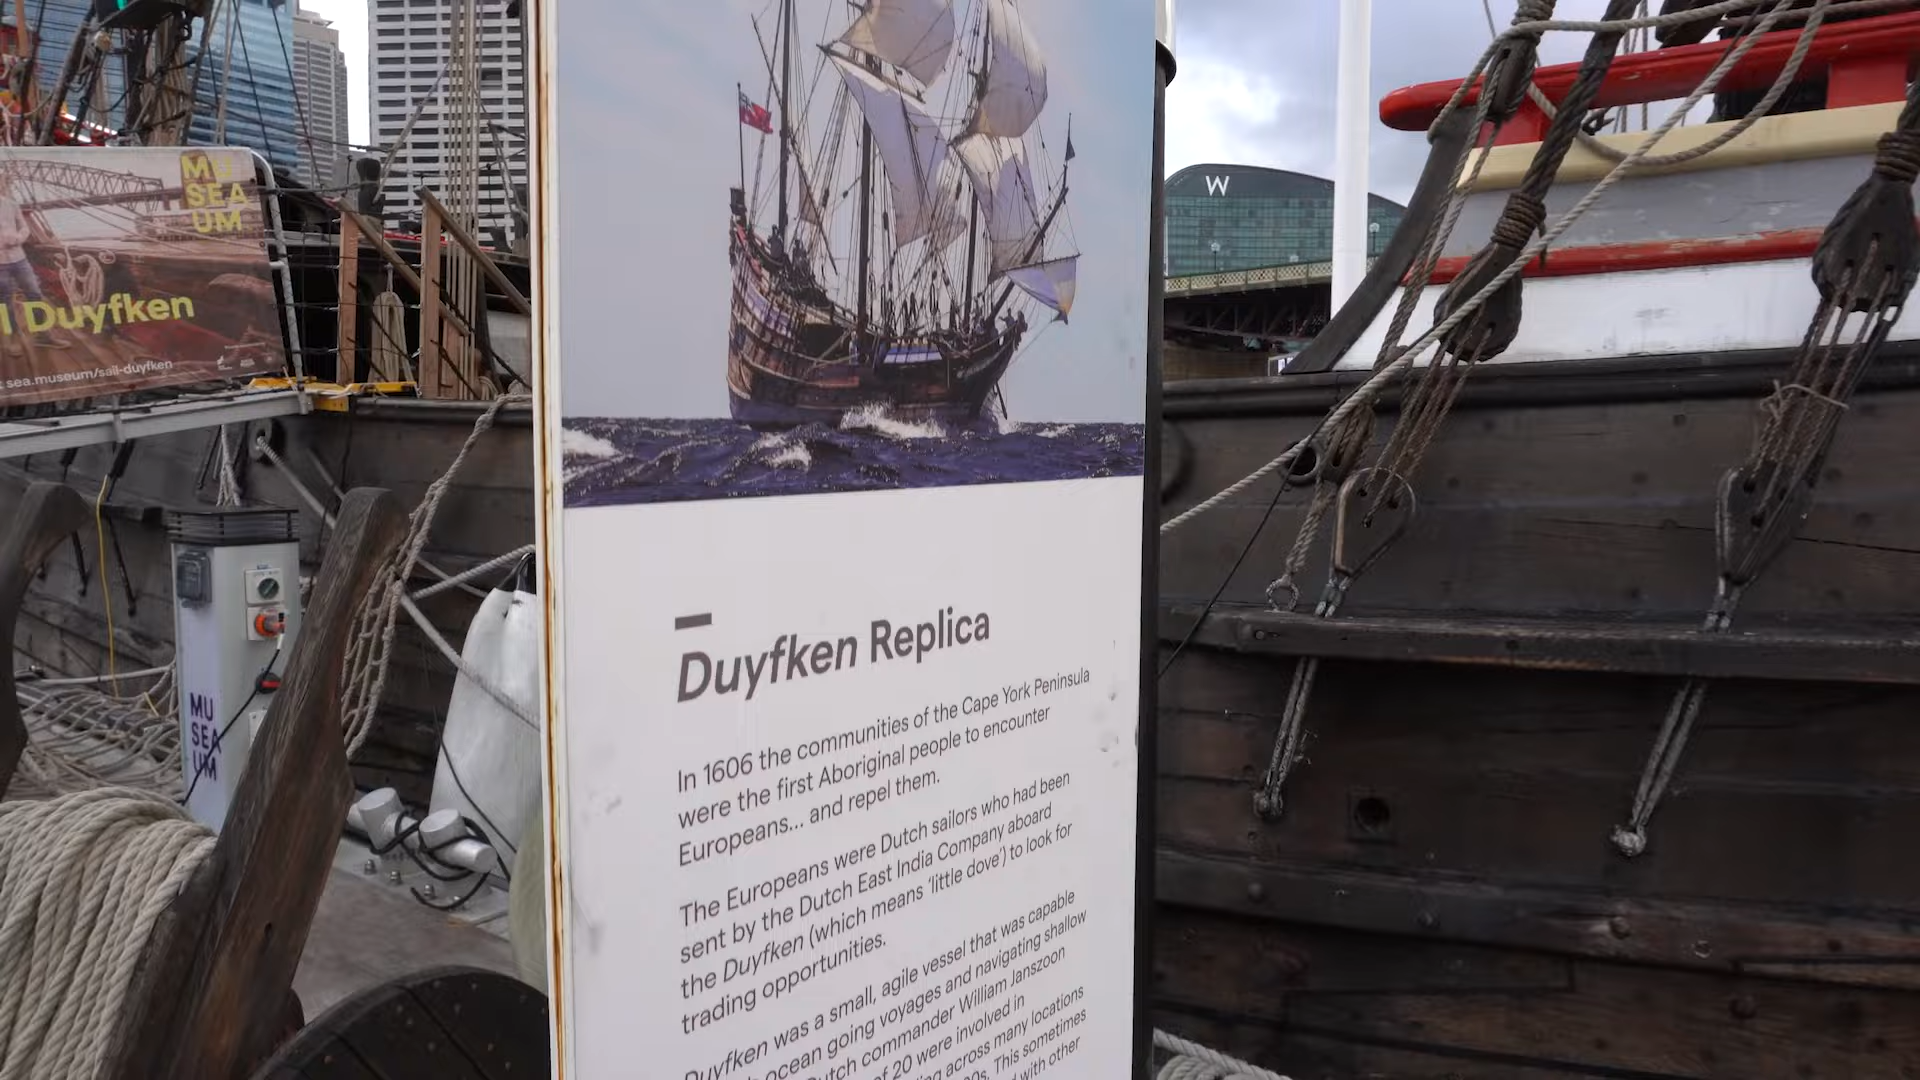 MU
SEA
UM
Duyfken
sea.museum/sail-duyfken
W
MU
SEA
UM
Duyfken Replica
In 1606 the communities of the Cape York Peninsula
were the first Aboriginal people to encounter
Europeans... and repel them.
The Europeans were Dutch sailors who had been
sent by the Dutch East India Company aboard
the Duyfken (which means ‘little dove’) to look for
trading opportunities.
Duyfken was a small, agile vessel that was capable
ocean going voyages and navigating shallow
Dutch commander William Janszoon
of 20 were involved in
across many locations
This sometimes
with other